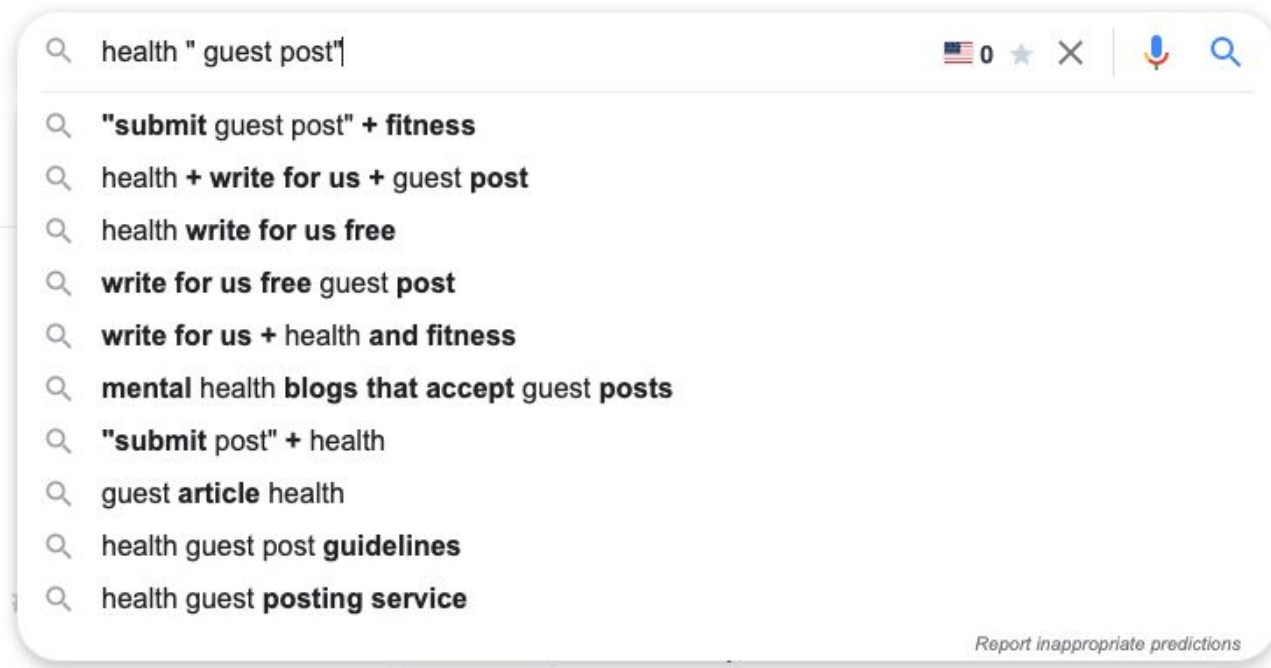 health " guest post"
0
"submit guest post" + fitness
health + write for us + guest post
health write for us free
write for us free guest post
write for us + health and fitness
mental health blogs that accept guest posts
"submit post" + health
guest article health
health guest post guidelines
health guest posting service
Report inappropriate predictions